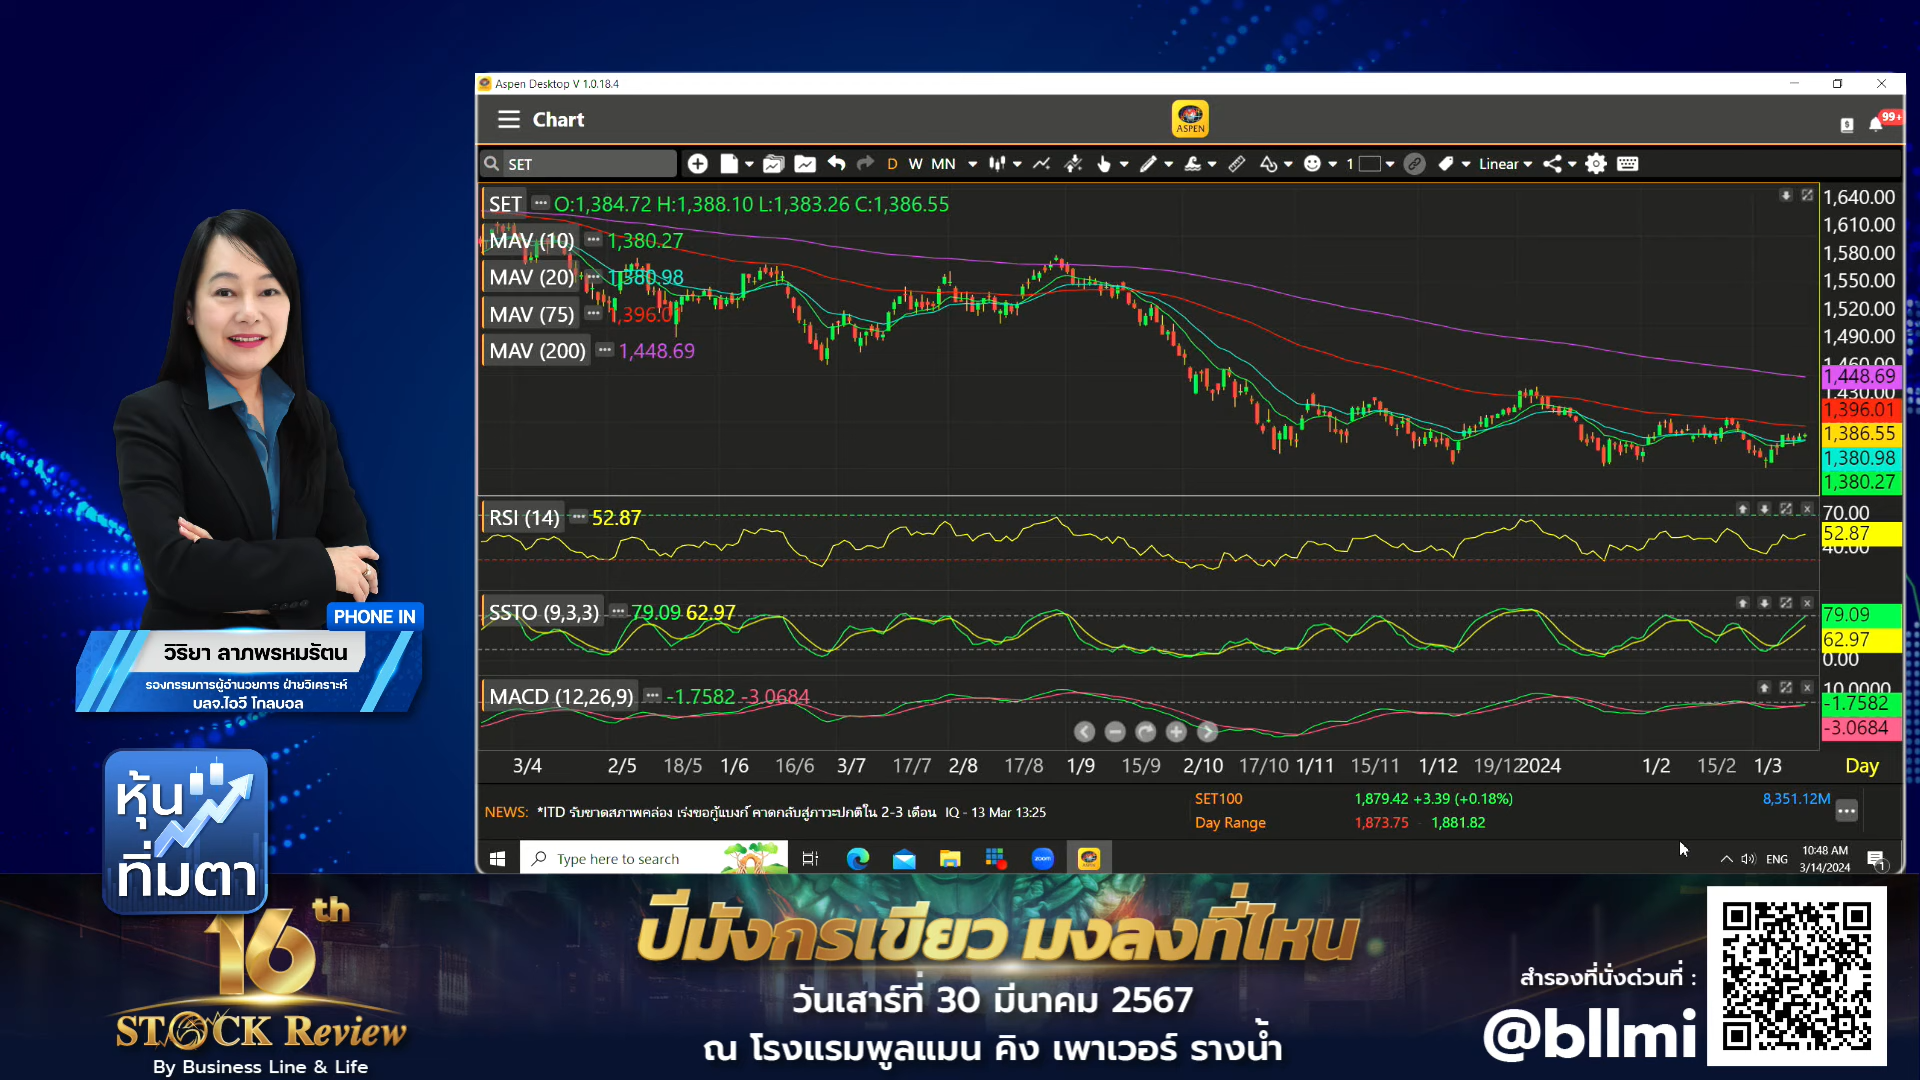 Aspen Desktop V 1.0.18.4
Chart
ASPEN
99+
SET
D W MN
1
Linear
SET O:1,384.72 H:1,388.10 L:1,383.26 C:1,386.55
MAV (10) 1,380.27
MAV (20) 1,380.98
MAV (75) 1,396.01
MAV (200) 1,448.69
1,640.00
1,610.00
1,580.00
1,550.00
1,520.00
1,490.00
1,460.00
1,448.69
1,430.00
1,396.01
1,386.55
1,380.98
1,380.27
RSI (14) 52.87
70.00
52.87
40.00
SSTO (9,3,3) 79.09 62.97
79.09
62.97
0.00
MACD (12,26,9) -1.7582 -3.0684
10.0000
-1.7582
-3.0684
3/4 2/5 18/5 1/6 16/6 3/7 17/7 2/8 17/8 1/9 15/9 2/10 17/10 1/11 15/11 1/12 19/12 2024 1/2 15/2 1/3 Day
NEWS: *ITD รับขาดสภาพคล่อง เร่งขอกู้แบงก์ คาดกลับสู่ภาวะปกติใน 2-3 เดือน IQ - 13 Mar 13:25
SET100 1,879.42 +3.39 (+0.18%) 8,351.12M
Day Range 1,873.75 - 1,881.82
Type here to search
zoom
ENG
10:48 AM
3/14/2024
1
PHONE IN
วิริยา ลาภพรหมรัตน
รองกรรมการผู้อำนวยการ ฝ่ายวิเคราะห์
บลจ.ไอวี โกลบอล
หุ้น
ทิ่มตา
16th
STOCK Review
By Business Line & Life
ปีมังกรเขียว มงลงที่ไหน
วันเสาร์ที่ 30 มีนาคม 2567
ณ โรงแรมพูลแมน คิง เพาเวอร์ รางน้ำ
สำรองที่นั่งด่วนที่ :
@bllmi